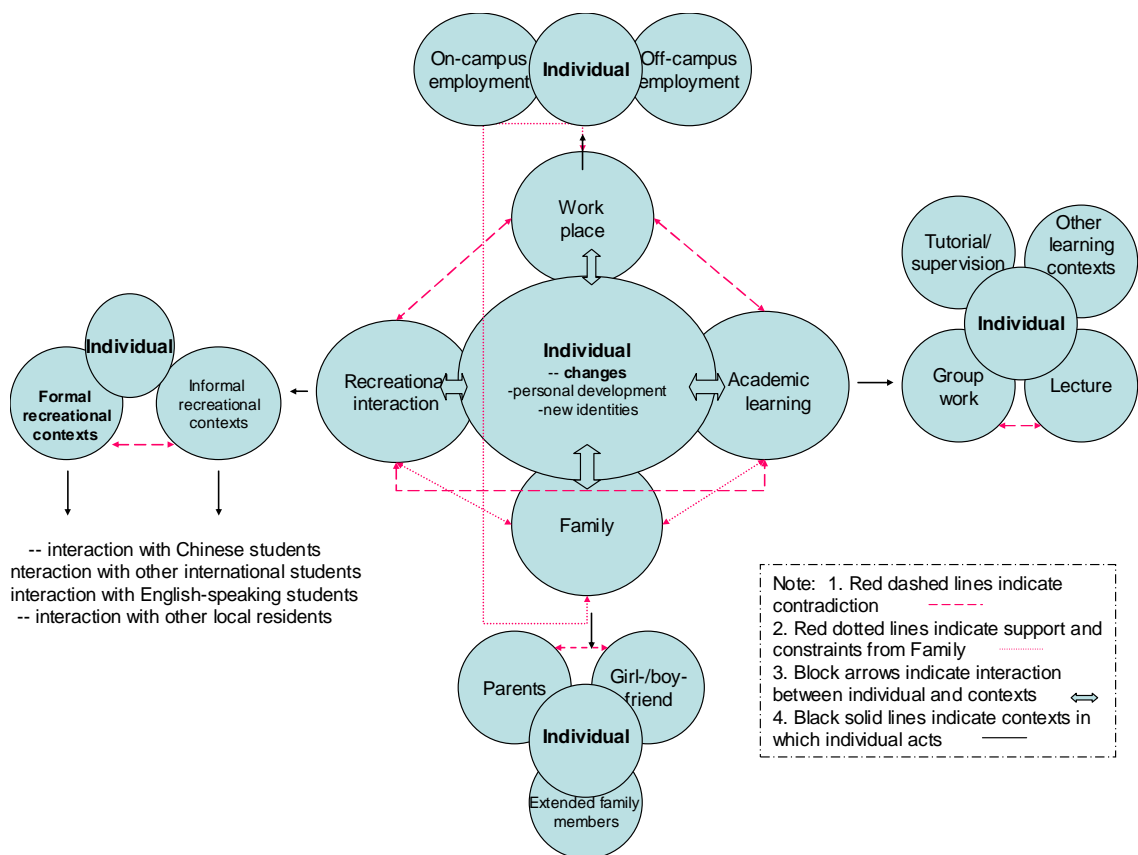 On-campus
employment
Individual
Off-campus
employment
Work
place
Tutorial/
supervision
Other
learning
contexts
Individual
Group
work
Lecture
Individual
Formal
recreational
contexts
Informal
recreational
contexts
Recreational
interaction
Individual
-- changes
-personal development
-new identities
Academic
learning
Family
-- interaction with Chinese students
nteraction with other international students
interaction with English-speaking students
-- interaction with other local residents
Parents
Girl-/boy-
friend
Individual
Extended family
members
Note: 1. Red dashed lines indicate
contradiction
2. Red dotted lines indicate support and
constraints from Family
3. Block arrows indicate interaction
between individual and contexts
4. Black solid lines indicate contexts in
which individual acts